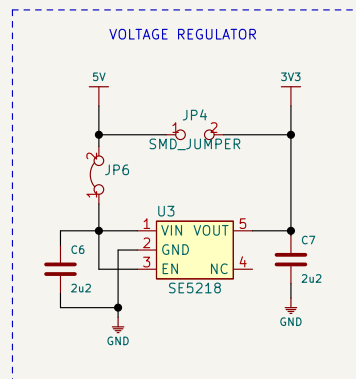 VOLTAGE REGULATOR
5V
3V3
JP4
1 2
SMD_JUMPER
2
JP6
1
U3
1 VIN VOUT 5
2 GND
3 EN NC 4
SE5218
C6
2u2
C7
2u2
GND
GND